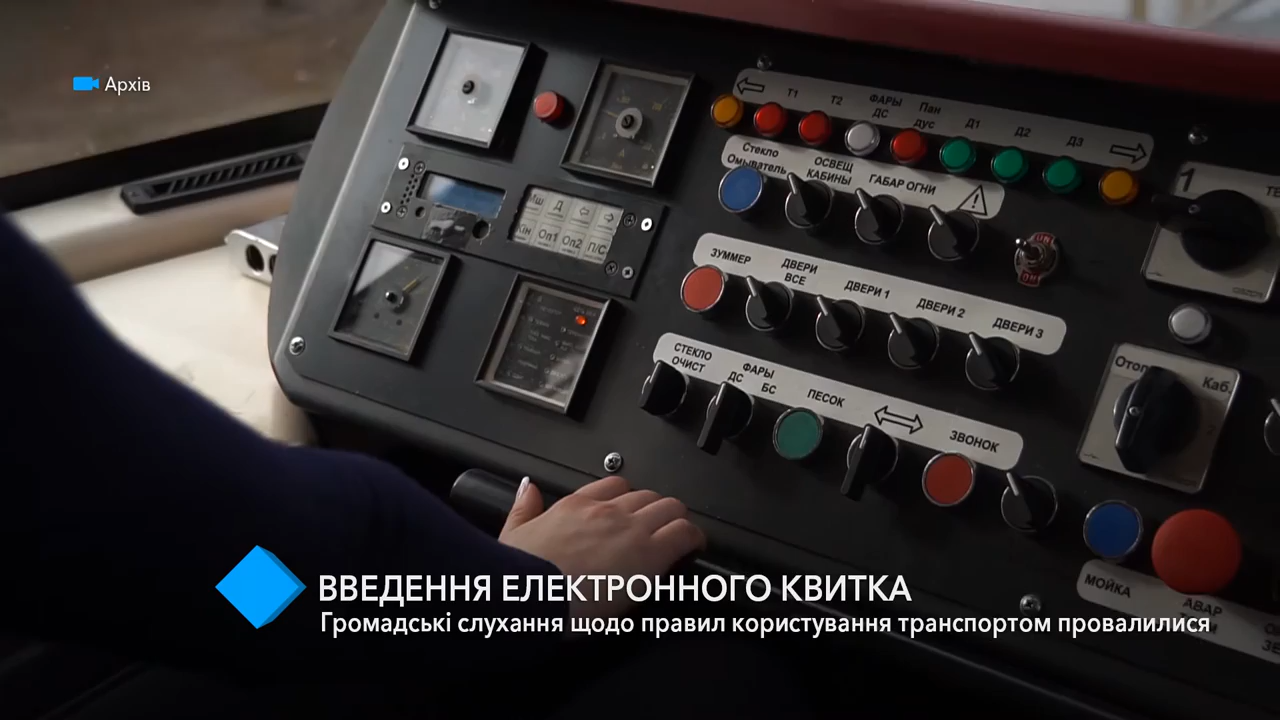 Архів
Т1 Т2 ФАРЫ ДС Пан дус Д1 Д2 Д3
Стекло Омыватель ОСВЕЩ КАБИНЫ ГАБАР ОГНИ
1
Мш Д
Кін Оп1 Оп2 П/С
ЗУММЕР ДВЕРИ ВСЕ ДВЕРИ 1 ДВЕРИ 2 ДВЕРИ 3
СТЕКЛО ОЧИСТ ФАРЫ ДС БС ПЕСОК ЗВОНОК
Каб.
МОЙКА АВАР
ВВЕДЕННЯ ЕЛЕКТРОННОГО КВИТКА
Громадські слухання щодо правил користування транспортом провалилися